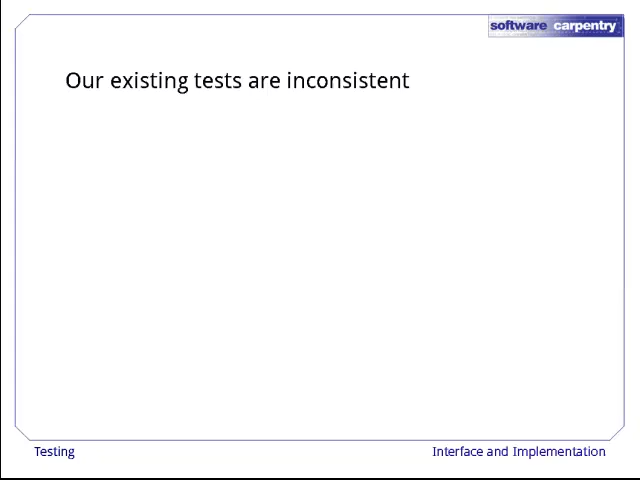 software carpentry
Our existing tests are inconsistent
Testing
Interface and Implementation